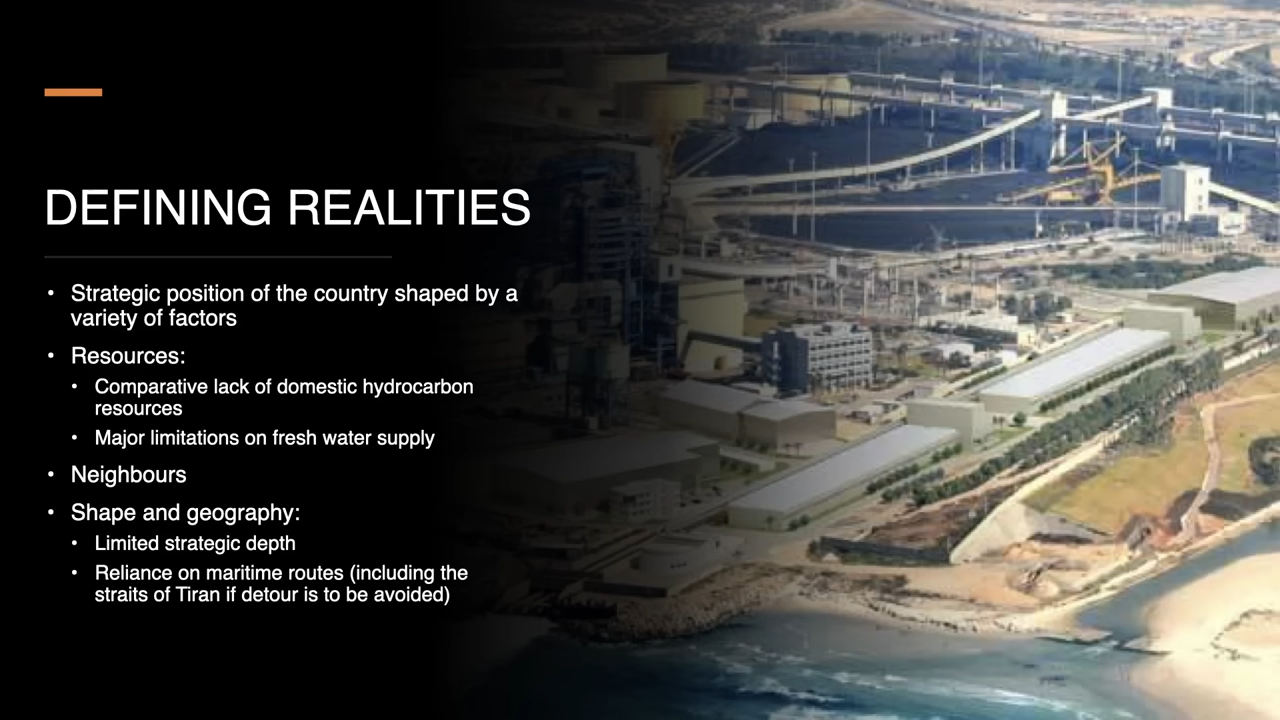 DEFINING REALITIES
• Strategic position of the country shaped by a
variety of factors
• Resources:
• Comparative lack of domestic hydrocarbon
resources
• Major limitations on fresh water supply
• Neighbours
• Shape and geography:
• Limited strategic depth
• Reliance on maritime routes (including the
straits of Tiran if detour is to be avoided)